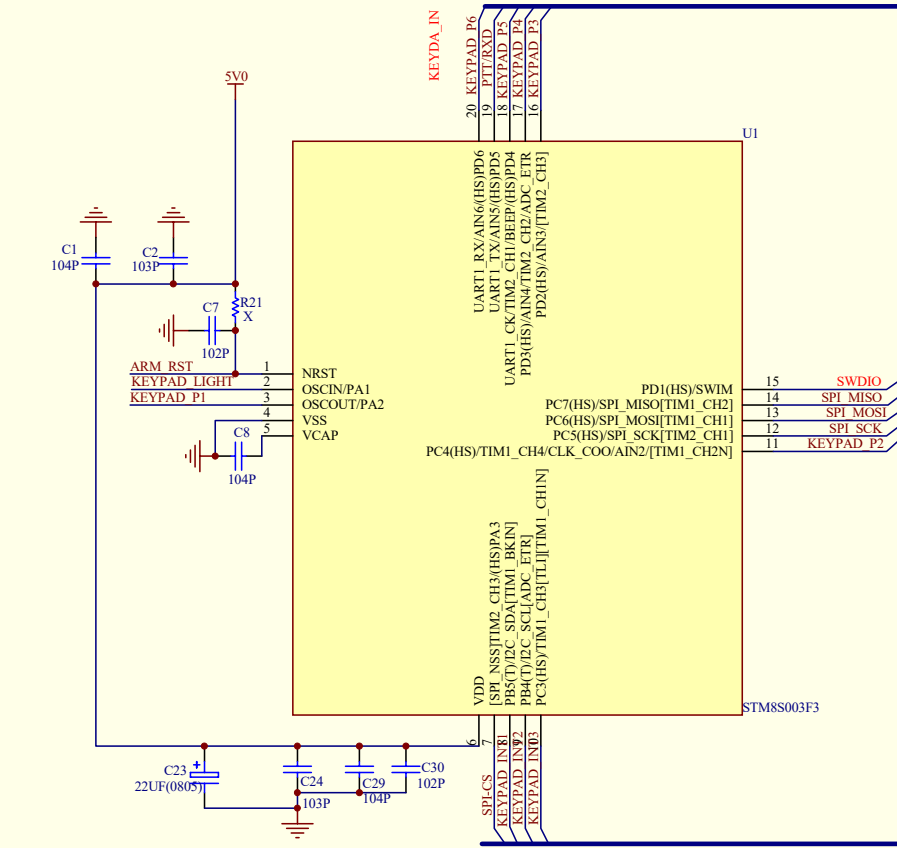 KEYDA_IN
KEYPAD_P6
PTT/RXD
KEYPAD_P5
KEYPAD_P4
KEYPAD_P3
20
19
18
17
16
5V0
U1
UART1_RX/AIN6/(HS)PD6
UART1_TX/AIN5/(HS)PD5
UART1_CK/TIM2_CH1/BEEP/(HS)PD4
PD3(HS)/AIN4/TIM2_CH2/ADC_ETR
PD2(HS)/AIN3/[TIM2_CH3]
C1
104P
C2
103P
R21
X
C7
102P
ARM_RST
1
NRST
KEYPAD_LIGHT
2
OSCIN/PA1
KEYPAD_P1
3
OSCOUT/PA2
4
VSS
5
VCAP
C8
104P
PD1(HS)/SWIM
15
SWDIO
PC7(HS)/SPI_MISO[TIM1_CH2]
14
SPI_MISO
PC6(HS)/SPI_MOSI[TIM1_CH1]
13
SPI_MOSI
PC5(HS)/SPI_SCK[TIM2_CH1]
12
SPI_SCK
PC4(HS)/TIM1_CH4/CLK_COO/AIN2/[TIM1_CH2N]
11
KEYPAD_P2
VDD
[SPI_NSS]TIM2_CH3/(HS)PA3
PB5(T)/I2C_SDA[TIM1_BKIN]
PB4(T)/I2C_SCL[ADC_ETR]
PC3(HS)/TIM1_CH3[TLI][TIM1_CH1N]
STM8S003F3
6
7
8
9
10
SPI-CS
KEYPAD_INT1
KEYPAD_INT2
KEYPAD_INT3
C23
+
22UF(0805)
C24
103P
C29
104P
C30
102P